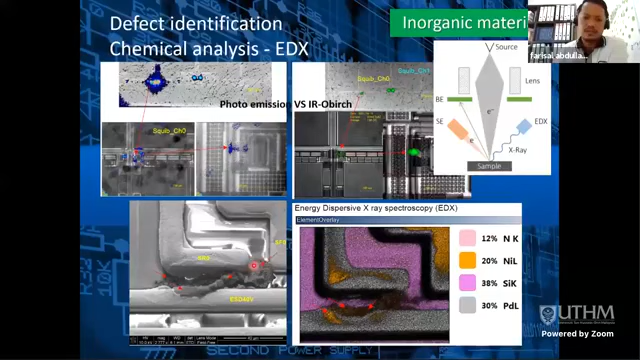 Defect identification
Chemical analysis - EDX
Inorganic materi
farisal abdulla...
Squib_Ch0
Squib_Ch1
Photo emission VS IR-Obirch
Squib_Ch0
Source
Lens
BE
e⁻
SE
EDX
e
X-Ray
Sample
Energy Dispersive X ray spectroscopy (EDX)
ElementOverlay
12% N K
20% NiL
38% SiK
30% PdL
UTHM
Powered by Zoom
SECOND POWER SUPPLY